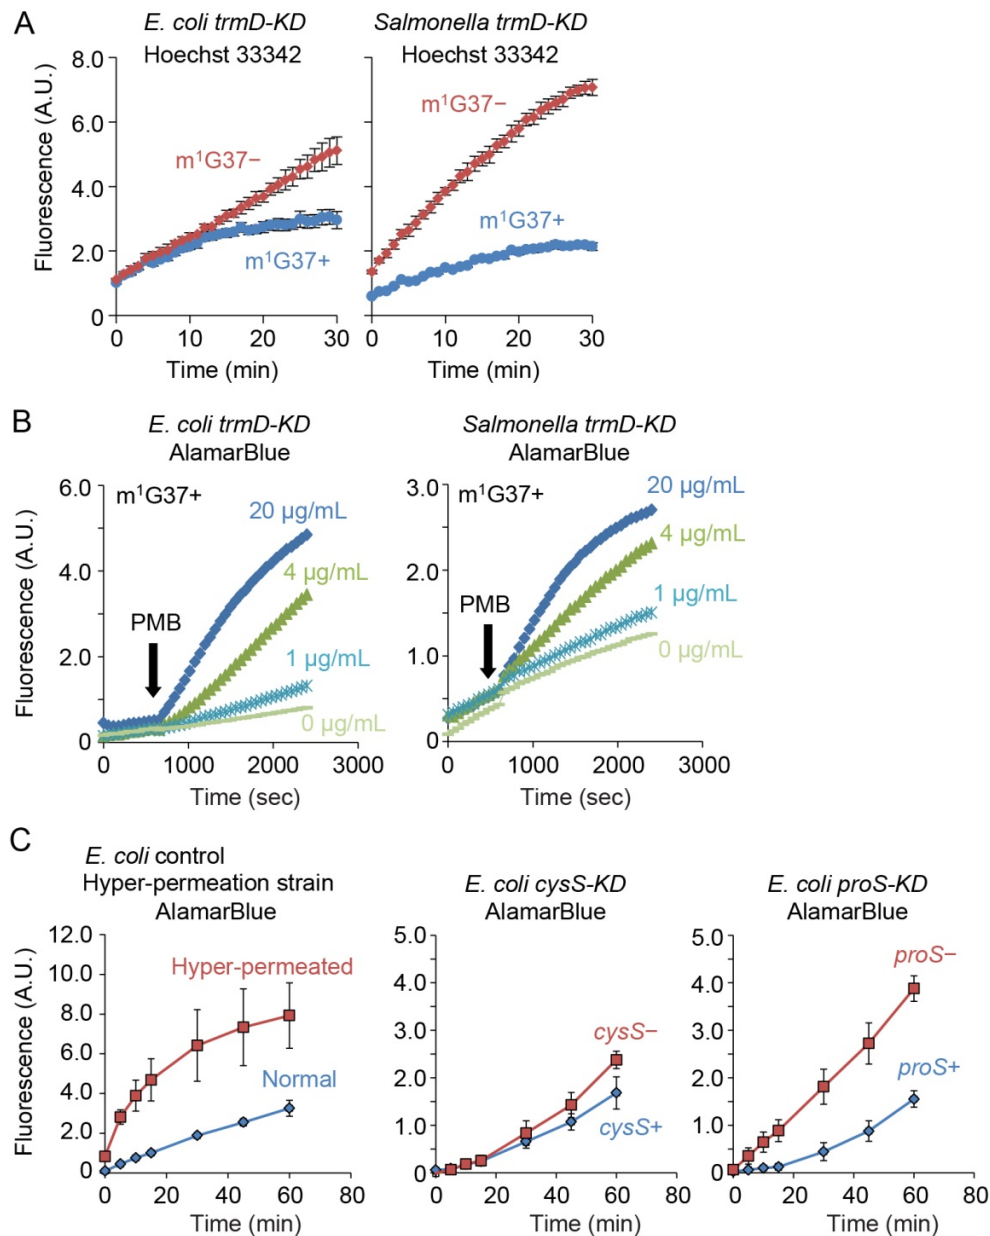 A
E. coli trmD-KD
Hoechst 33342
Salmonella trmD-KD
Hoechst 33342
Fluorescence (A.U.)
8.0
6.0
4.0
2.0
0
m¹G37−
m¹G37+
0 10 20 30
Time (min)
m¹G37−
m¹G37+
0 10 20 30
Time (min)
B
E. coli trmD-KD
AlamarBlue
Salmonella trmD-KD
AlamarBlue
Fluorescence (A.U.)
6.0
4.0
2.0
0
m¹G37+
20 µg/mL
4 µg/mL
PMB
1 µg/mL
0 µg/mL
0 1000 2000 3000
Time (sec)
3.0
2.0
1.0
0
m¹G37+
20 µg/mL
4 µg/mL
PMB
1 µg/mL
0 µg/mL
0 1000 2000 3000
Time (sec)
C
E. coli control
Hyper-permeation strain
AlamarBlue
E. coli cysS-KD
AlamarBlue
E. coli proS-KD
AlamarBlue
Fluorescence (A.U.)
12.0
10.0
8.0
6.0
4.0
2.0
0
Hyper-permeated
Normal
0 20 40 60 80
Time (min)
5.0
4.0
3.0
2.0
1.0
0
cysS−
cysS+
0 20 40 60 80
Time (min)
5.0
4.0
3.0
2.0
1.0
0
proS−
proS+
0 20 40 60 80
Time (min)